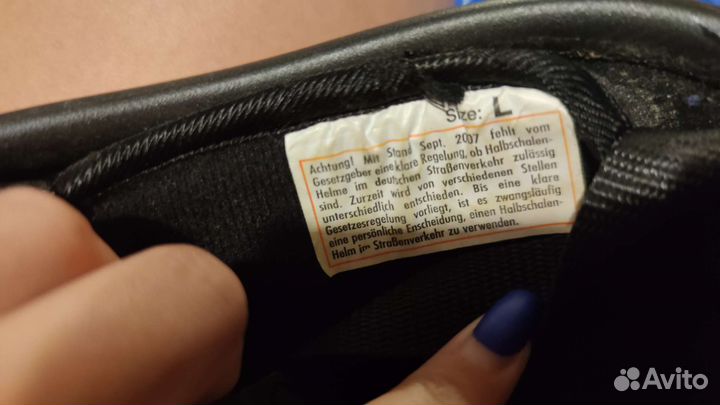 Size: L
Achtung! Mit Stand Sept. 2007 fehlt vom
Gesetzgeber eine klare Regelung, ob Halbschalen-
Helme im deutschen Straßenverkehr zulässig
sind. Zurzeit wird von verschiedenen Stellen
unterschiedlich entschieden. Bis eine klare
Gesetzesregelung vorliegt, ist es zwangsläufig
eine persönliche Enscheidung, einen Halbschalen-
Helm im Straßenverkehr zu verwenden.
Avito